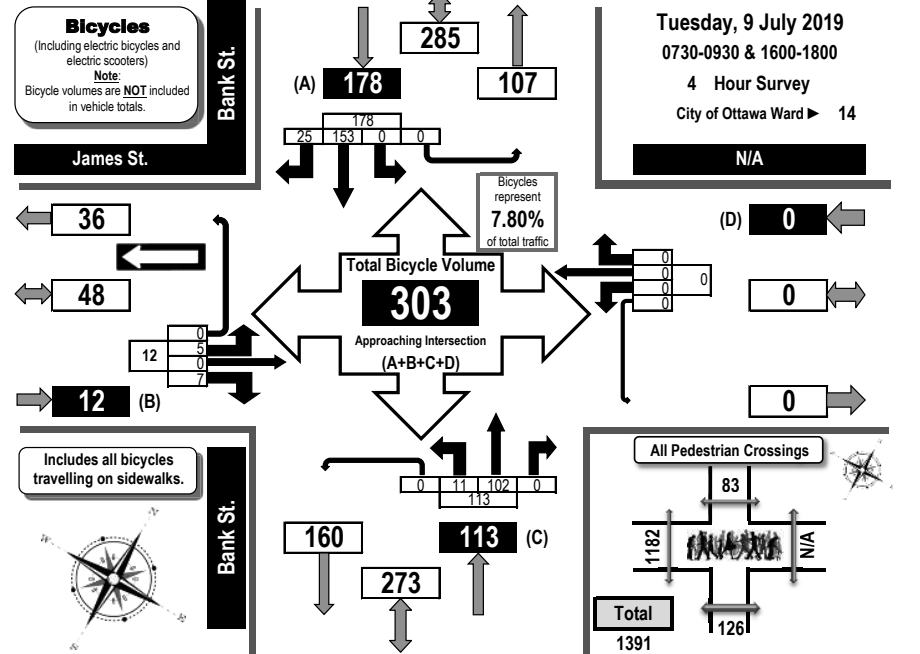 Bicycles
(Including electric bicycles and
electric scooters)
Note:
Bicycle volumes are NOT included
in vehicle totals.
Bank St.
James St.
285
(A) 178
107
178
25 153 0 0
Tuesday, 9 July 2019
0730-0930 & 1600-1800
4 Hour Survey
City of Ottawa Ward ► 14
N/A
Bicycles
represent
7.80%
of total traffic
36
48
12
0
5
0
7
12 (B)
Total Bicycle Volume
303
Approaching Intersection
(A+B+C+D)
(D) 0
0
0
0
0
0
0
0
Includes all bicycles
travelling on sidewalks.
N
W
E
S
Bank St.
0 11 102 0
113
160
113 (C)
273
All Pedestrian Crossings
83
1182
N/A
126
Total
1391